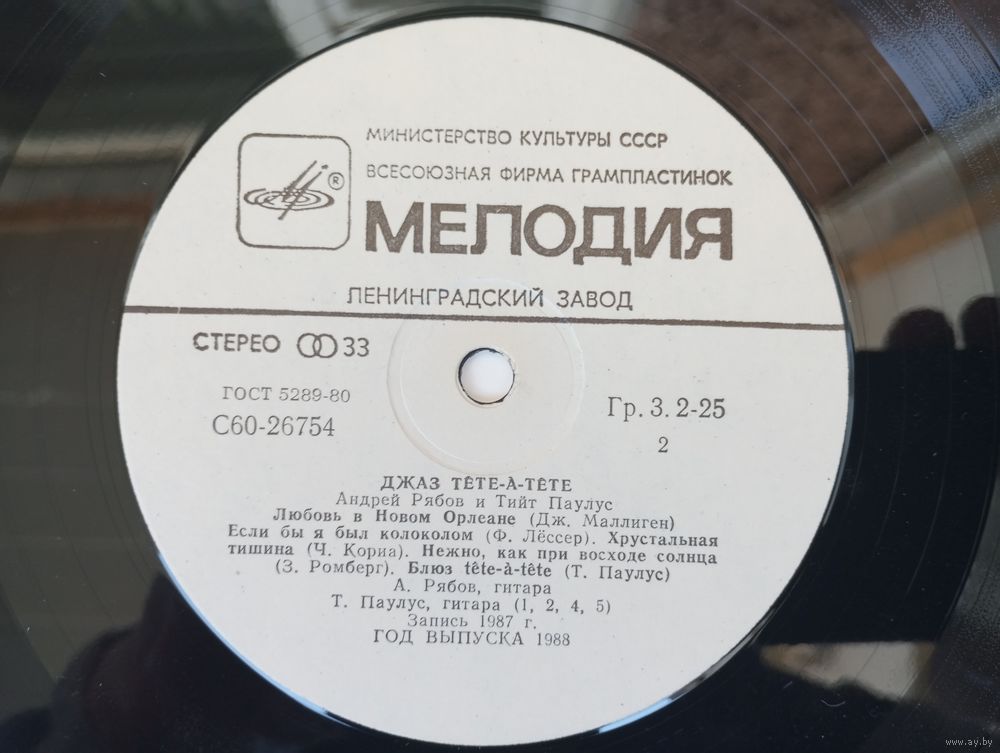 МИНИСТЕРСТВО КУЛЬТУРЫ СССР
ВСЕСОЮЗНАЯ ФИРМА ГРАМПЛАСТИНОК
®
МЕЛОДИЯ
ЛЕНИНГРАДСКИЙ ЗАВОД
СТЕРЕО 33
ГОСТ 5289-80
С60-26754
Гр. 3. 2-25
2
ДЖАЗ TÊTE-À-TÊTE
Андрей Рябов и Тийт Паулус
Любовь в Новом Орлеане (Дж. Маллиген)
Если бы я был колоколом (Ф. Лёссер). Хрустальная
тишина (Ч. Кориа). Нежно, как при восходе солнца
(З. Ромберг). Блюз tête-à-tête (Т. Паулус)
А. Рябов, гитара
Т. Паулус, гитара (1, 2, 4, 5)
Запись 1987 г.
ГОД ВЫПУСКА 1988
www.ay.by